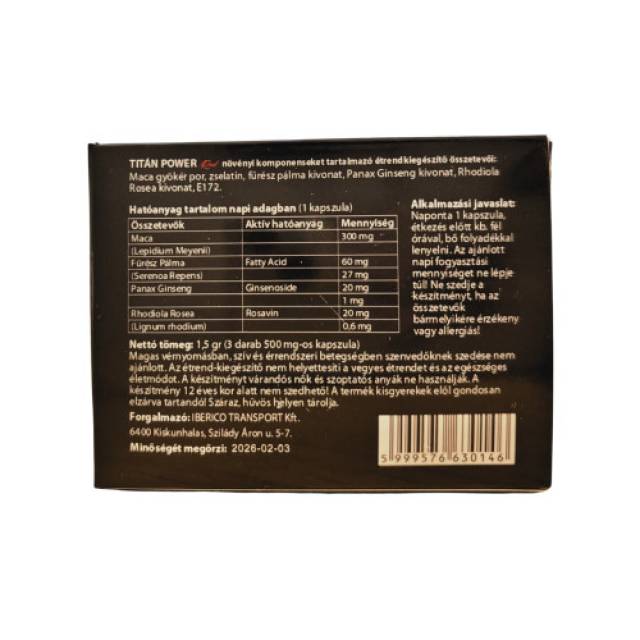 TITÁN POWER Red növényi komponenseket tartalmazó étrendkiegészítő összetevői:
Maca gyökér por, zselatin, fűrész pálma kivonat, Panax Ginseng kivonat, Rhodiola
Rosea kivonat, E172.
Hatóanyag tartalom napi adagban (1 kapszula)
Összetevők Aktív hatóanyag Mennyiség
Maca 300 mg
(Lepidium Meyenii)
Fűrész Pálma Fatty Acid 60 mg
(Serenoa Repens) 27 mg
Panax Ginseng Ginsenoside 20 mg
1 mg
Rhodiola Rosea Rosavin 20 mg
(Lignum rhodium) 0,6 mg
Alkalmazási javaslat:
Naponta 1 kapszula,
étkezés előtt kb. fél
órával, bő folyadékkal
lenyelni. Az ajánlott
napi fogyasztási
mennyiséget ne lépje
túl! Ne szedje a
készítményt, ha az
összetevők
bármelyikére érzékeny
vagy allergiás!
Nettó tömeg: 1,5 gr (3 darab 500 mg-os kapszula)
Magas vérnyomásban, szív és érrendszeri betegségben szenvedőknek szedése nem
ajánlott. Az étrend-kiegészítő nem helyettesíti a vegyes étrendet és az egészséges
életmódot. A készítményt várandós nők és szoptatós anyák ne használják. A
készítmény 12 éves kor alatt nem szedhető! A termék kisgyerekek elől gondosan
elzárva tartandó! Száraz, hűvös helyen tárolja.
Forgalmazó: IBERICO TRANSPORT Kft.
6400 Kiskunhalas, Szilády Áron u. 5-7.
Minőségét megőrzi: 2026-02-03
5 999576 630146